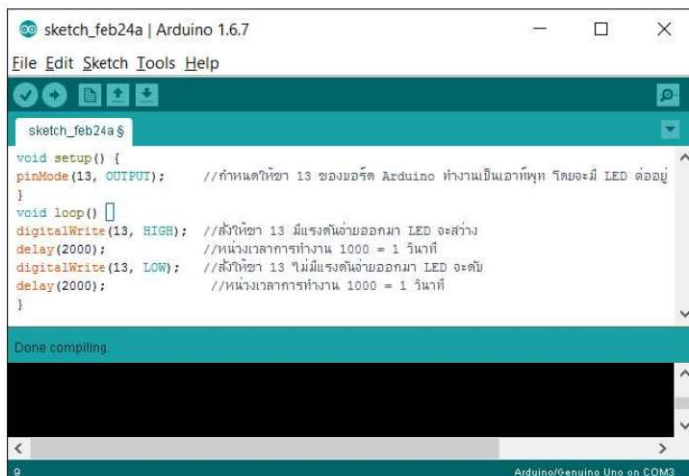 sketch_feb24a | Arduino 1.6.7
File Edit Sketch Tools Help
sketch_feb24a §
void setup() {
pinMode(13, OUTPUT); //กำหนดให้ขา 13 ของบอร์ด Arduino ทำงานเป็นเอาท์พุท โดยจะมี LED ต่ออยู่
}
void loop() {
digitalWrite(13, HIGH); //สั่งให้ขา 13 มีแรงดันจ่ายออกมา LED จะสว่าง
delay(2000); //หน่วงเวลาการทำงาน 1000 = 1 วินาที
digitalWrite(13, LOW); //สั่งให้ขา 13 ไม่มีแรงดันจ่ายออกมา LED จะดับ
delay(2000); //หน่วงเวลาการทำงาน 1000 = 1 วินาที
}
Done compiling.
9
Arduino/Genuino Uno on COM3